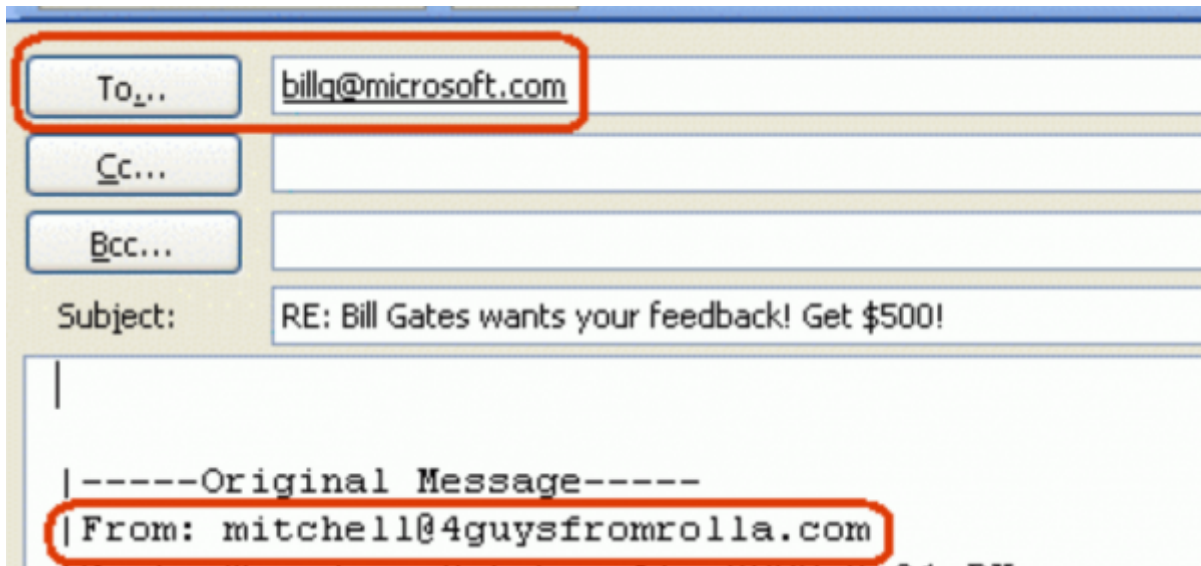 To... billg@microsoft.com
Cc...
Bcc...
Subject: RE: Bill Gates wants your feedback! Get $500!
|-----Original Message-----
|From: mitchell@4guysfromrolla.com